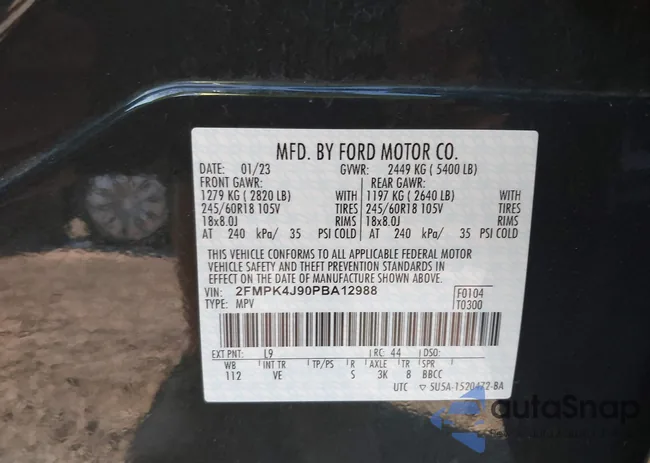 MFD. BY FORD MOTOR CO.
DATE: 01/23 GVWR: 2449 KG ( 5400 LB)
FRONT GAWR: REAR GAWR:
1279 KG ( 2820 LB) WITH 1197 KG ( 2640 LB) WITH
245/60R18 105V TIRES 245/60R18 105V TIRES
18x8.0J RIMS 18x8.0J RIMS
AT 240 kPa/ 35 PSI COLD AT 240 kPa/ 35 PSI COLD
THIS VEHICLE CONFORMS TO ALL APPLICABLE FEDERAL MOTOR
VEHICLE SAFETY AND THEFT PREVENTION STANDARDS IN
EFFECT ON THE DATE OF MANUFACTURE SHOWN ABOVE.
VIN: 2FMPK4J90PBA12988 F0104
TYPE: MPV T0300
EXT PNT: L9 RC: 44 DSO:
WB INT TR TP/PS R AXLE TR SPR
112 VE S 3K 8 BBCC
UTC ▽ 5U5A-1520472-BA
autoSnap